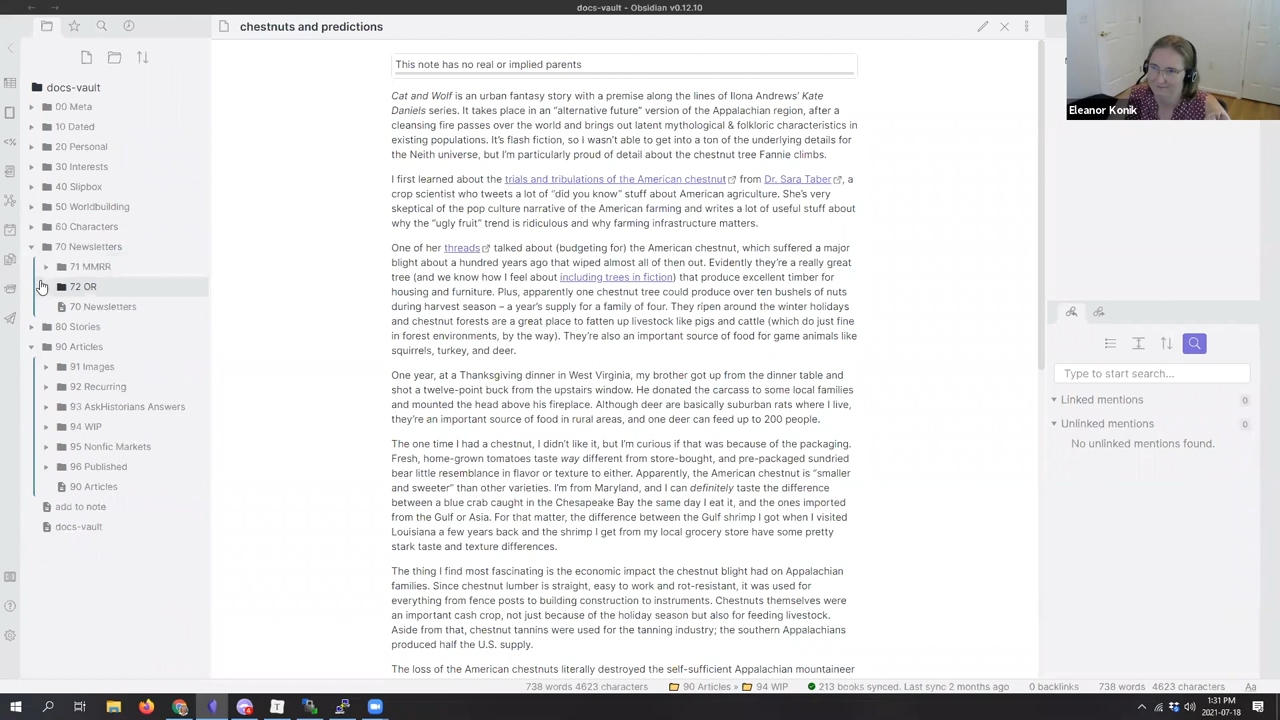 docs-vault - Obsidian v0.12.10
chestnuts and predictions
Eleanor Konik
docs-vault
00 Meta
10 Dated
20 Personal
30 Interests
40 Slipbox
50 Worldbuilding
60 Characters
70 Newsletters
71 MMRR
72 OR
70 Newsletters
80 Stories
90 Articles
91 Images
92 Recurring
93 AskHistorians Answers
94 WIP
95 Nonfic Markets
96 Published
90 Articles
add to note
docs-vault
This note has no real or implied parents
Cat and Wolf is an urban fantasy story with a premise along the lines of Ilona Andrews' Kate
Daniels series. It takes place in an "alternative future" version of the Appalachian region, after a
cleansing fire passes over the world and brings out latent mythological & folkloric characteristics in
existing populations. It's flash fiction, so I wasn't able to get into a ton of the underlying details for
the Neith universe, but I'm particularly proud of detail about the chestnut tree Fannie climbs.
I first learned about the trials and tribulations of the American chestnut from Dr. Sara Taber, a
crop scientist who tweets a lot of "did you know" stuff about American agriculture. She's very
skeptical of the pop culture narrative of the American farming and writes a lot of useful stuff about
why the "ugly fruit" trend is ridiculous and why farming infrastructure matters.
One of her threads talked about (budgeting for) the American chestnut, which suffered a major
blight about a hundred years ago that wiped almost all of then out. Evidently they're a really great
tree (and we know how I feel about including trees in fiction) that produce excellent timber for
housing and furniture. Plus, apparently one chestnut tree could produce over ten bushels of nuts
during harvest season – a year's supply for a family of four. They ripen around the winter holidays
and chestnut forests are a great place to fatten up livestock like pigs and cattle (which do just fine
in forest environments, by the way). They're also an important source of food for game animals like
squirrels, turkey, and deer.
One year, at a Thanksgiving dinner in West Virginia, my brother got up from the dinner table and
shot a twelve-point buck from the upstairs window. He donated the carcass to some local families
and mounted the head above his fireplace. Although deer are basically suburban rats where I live,
they're an important source of food in rural areas, and one deer can feed up to 200 people.
The one time I had a chestnut, I didn't like it, but I'm curious if that was because of the packaging.
Fresh, home-grown tomatoes taste way different from store-bought, and pre-packaged sundried
bear little resemblance in flavor or texture to either. Apparently, the American chestnut is "smaller
and sweeter" than other varieties. I'm from Maryland, and I can definitely taste the difference
between a blue crab caught in the Chesapeake Bay the same day I eat it, and the ones imported
from the Gulf or Asia. For that matter, the difference between the Gulf shrimp I got when I visited
Louisiana a few years back and the shrimp I get from my local grocery store have some pretty
stark taste and texture differences.
The thing I find most fascinating is the economic impact the chestnut blight had on Appalachian
families. Since chestnut lumber is straight, easy to work and rot-resistant, it was used for
everything from fence posts to building construction to instruments. Chestnuts themselves were
an important cash crop, not just because of the holiday season but also for feeding livestock.
Aside from that, chestnut tannins were used for the tanning industry; the southern Appalachians
produced half the U.S. supply.
The loss of the American chestnuts literally destroyed the self-sufficient Appalachian mountaineer
Type to start search...
Linked mentions 0
Unlinked mentions 0
No unlinked mentions found.
738 words 4623 characters 90 Articles » 94 WIP 213 books synced. Last sync 2 months ago 0 backlinks 738 words 4623 characters Aa
1:31 PM
2021-07-18